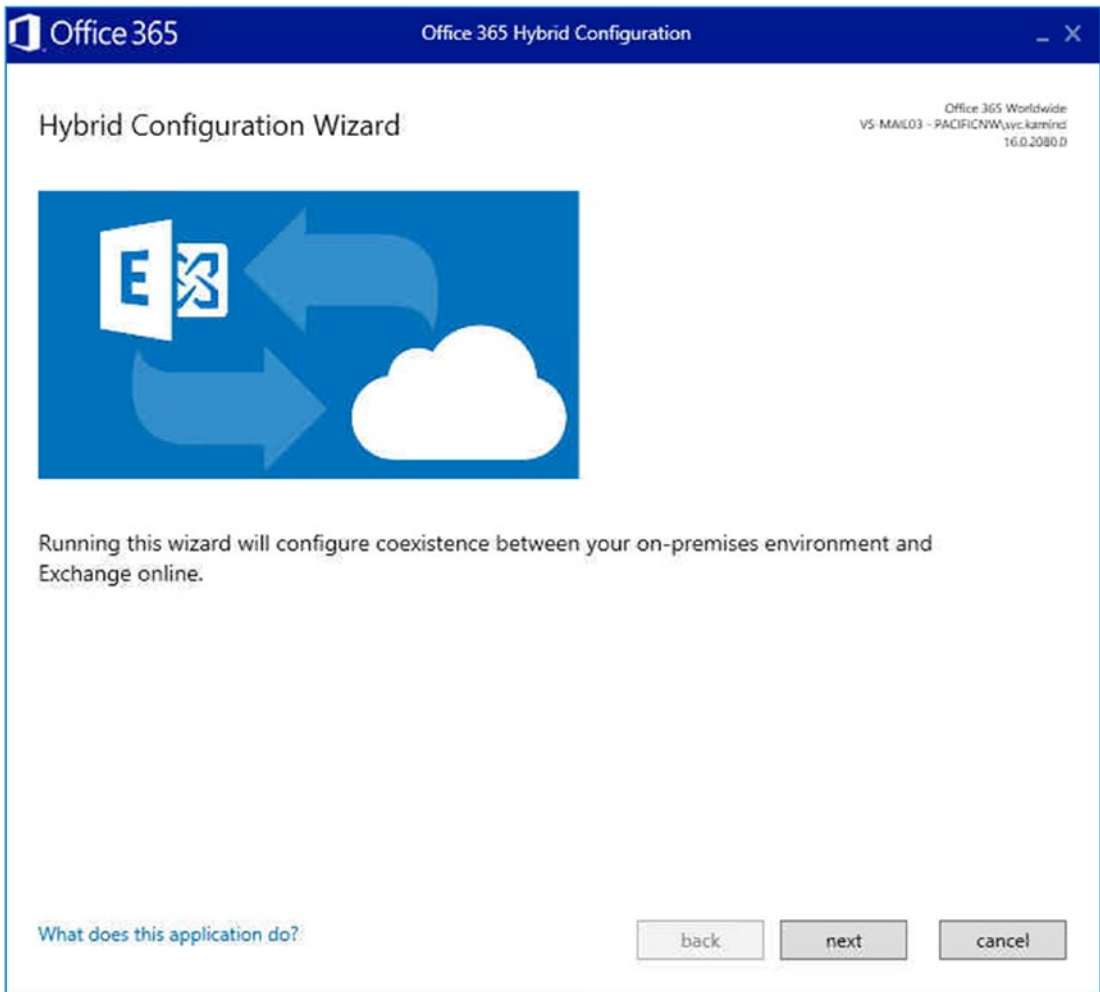 Office 365
Office 365 Hybrid Configuration
Hybrid Configuration Wizard
Office 365 Worldwide
VS-MAIL03 - PACIFICNW\svc.kamind
16.0.2080.0
E
Running this wizard will configure coexistence between your on-premises environment and
Exchange online.
What does this application do?
back
next
cancel